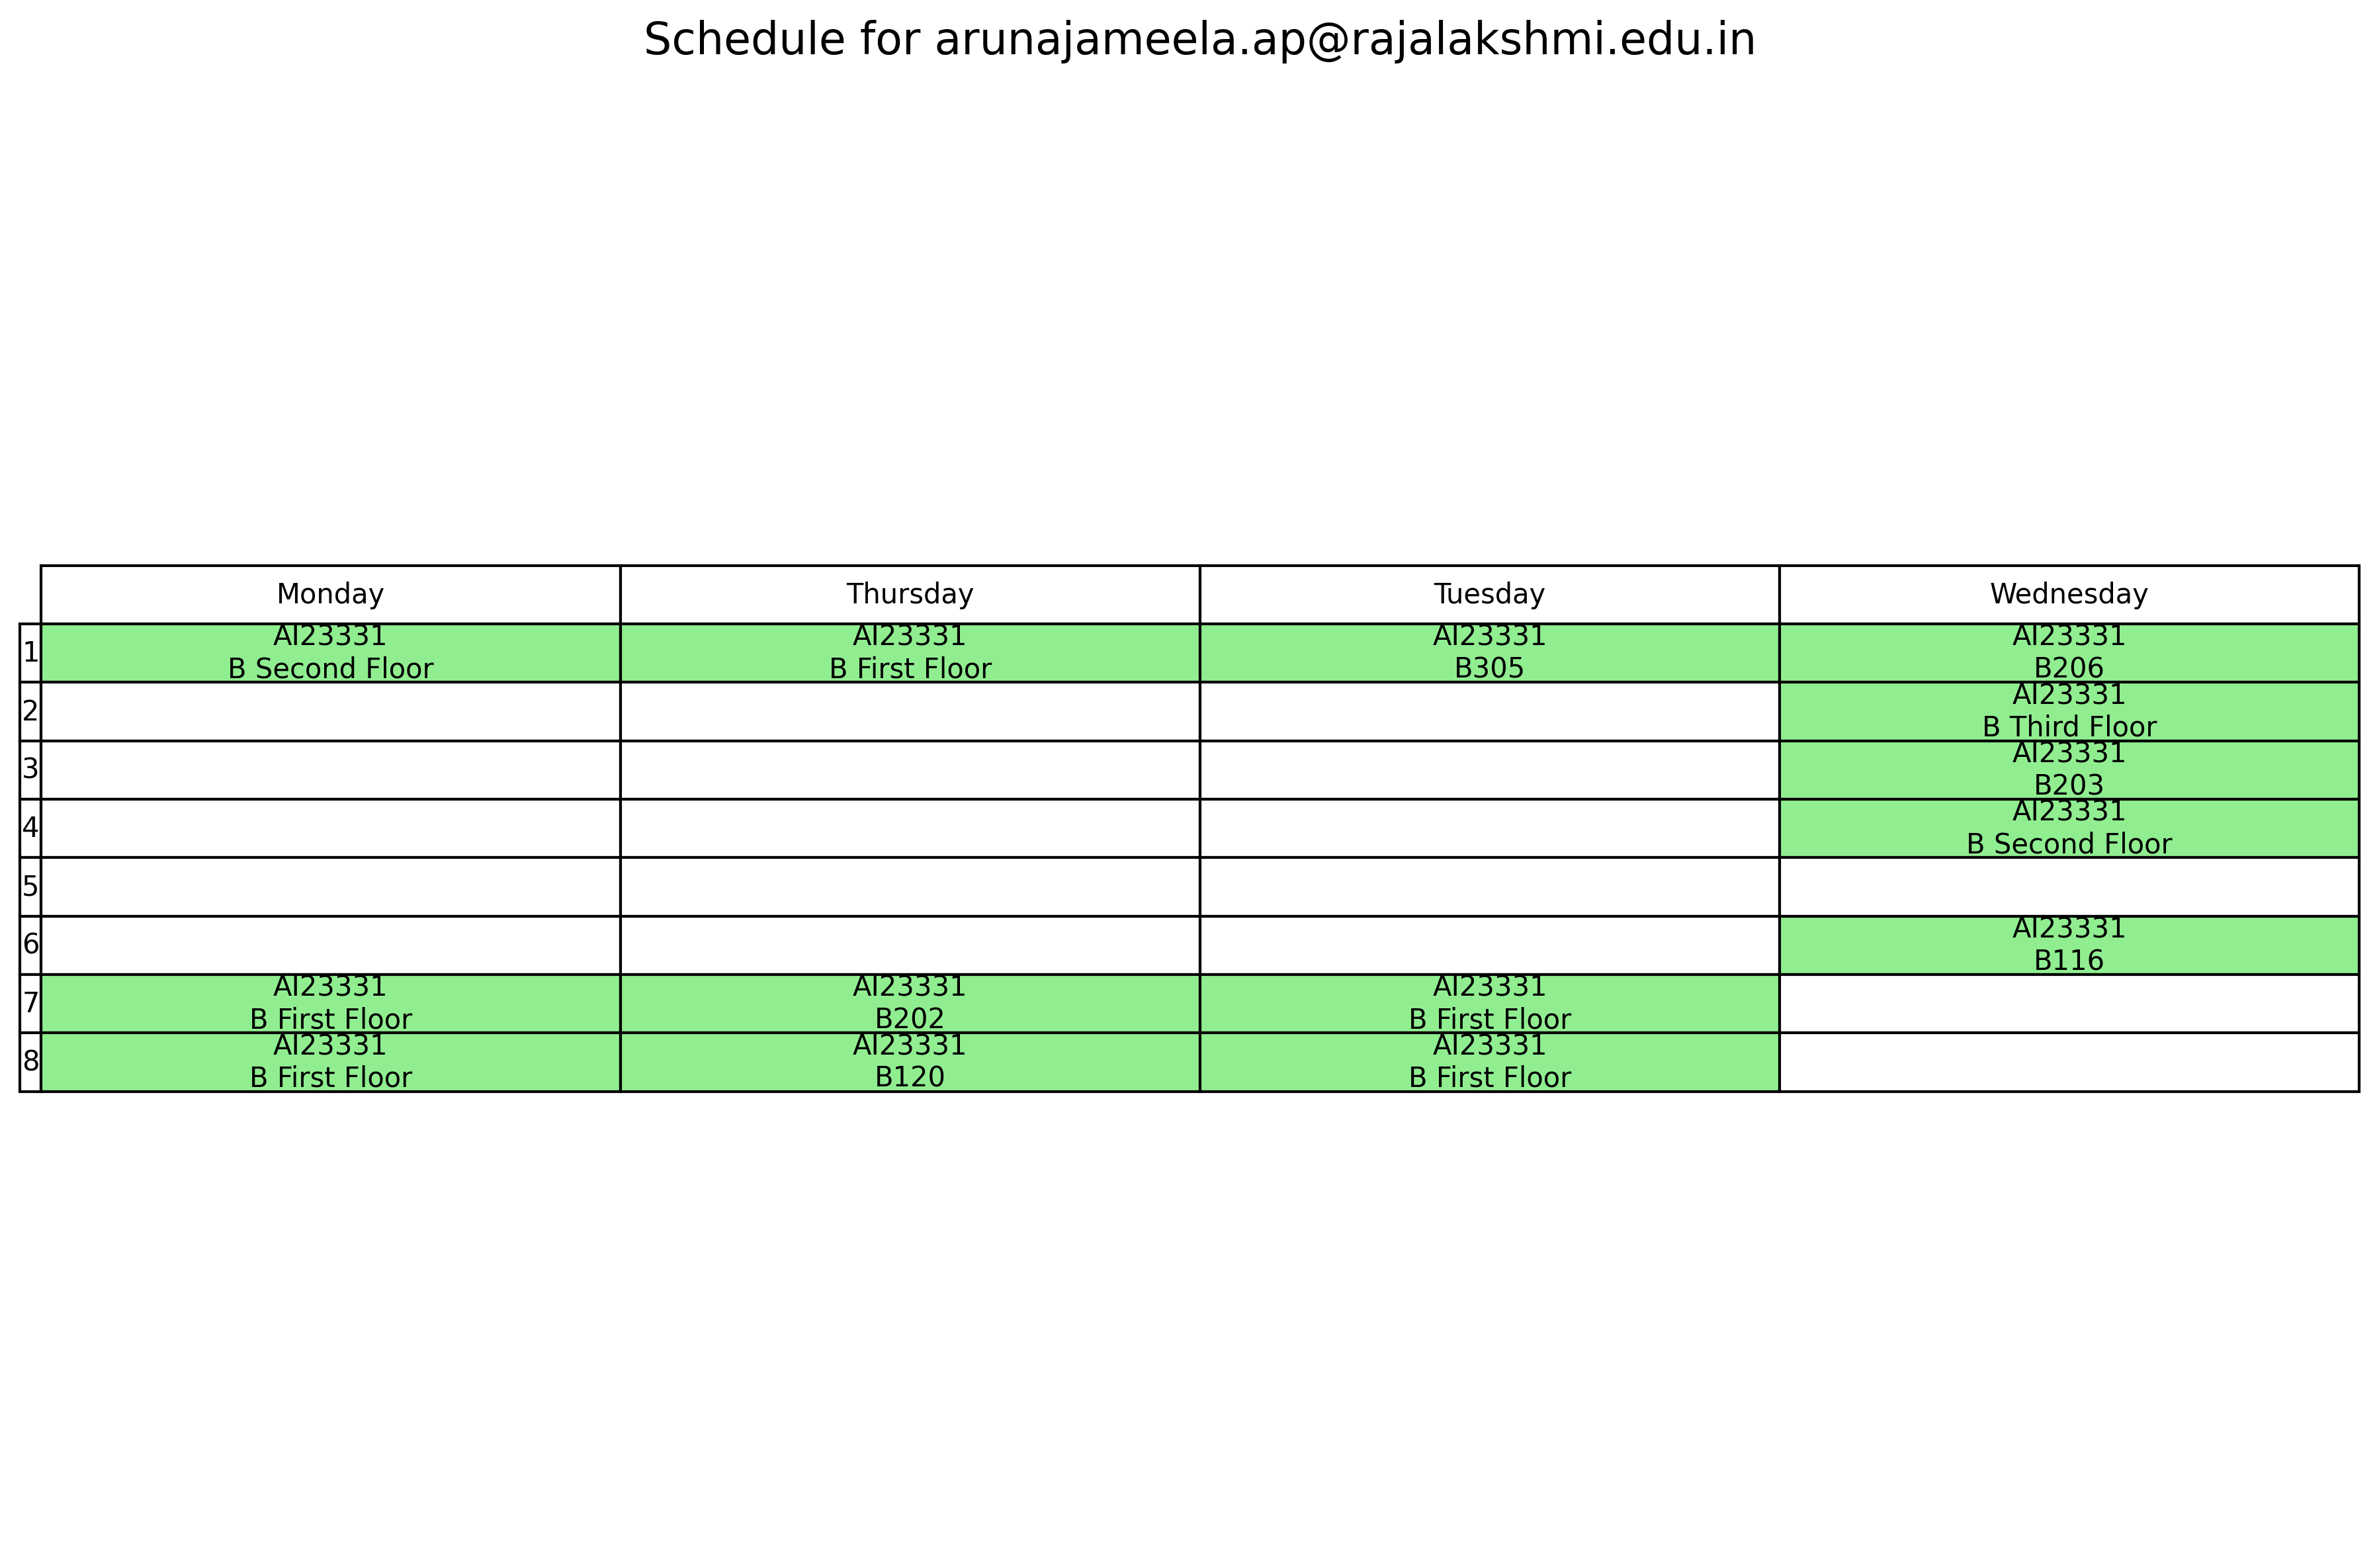 Schedule for arunajameela.ap@rajalakshmi.edu.in
Monday Thursday Tuesday Wednesday
1 AI23331 AI23331 AI23331 AI23331
B Second Floor B First Floor B305 B206
2 AI23331
B Third Floor
3 AI23331
B203
4 AI23331
B Second Floor
5
6 AI23331
B116
7 AI23331 AI23331 AI23331
B First Floor B202 B First Floor
8 AI23331 AI23331 AI23331
B First Floor B120 B First Floor